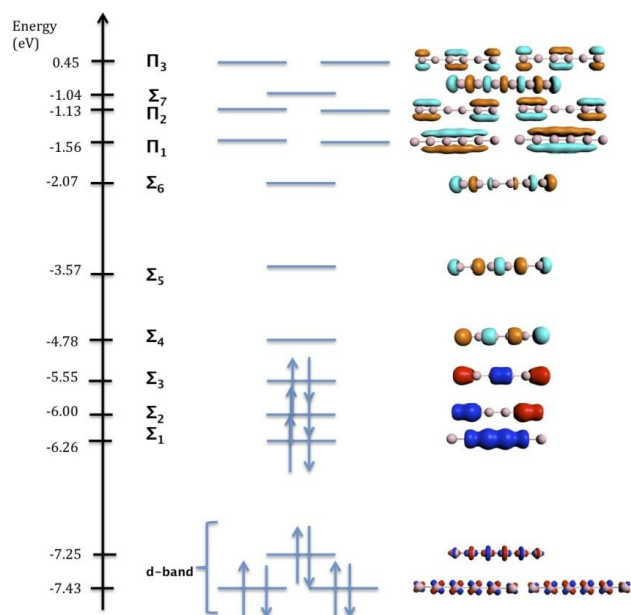 Energy
(eV)
0.45 Π3
-1.04 Σ7
-1.13 Π2
-1.56 Π1
-2.07 Σ6
-3.57 Σ5
-4.78 Σ4
-5.55 Σ3
-6.00 Σ2
-6.26 Σ1
-7.25
d-band
-7.43